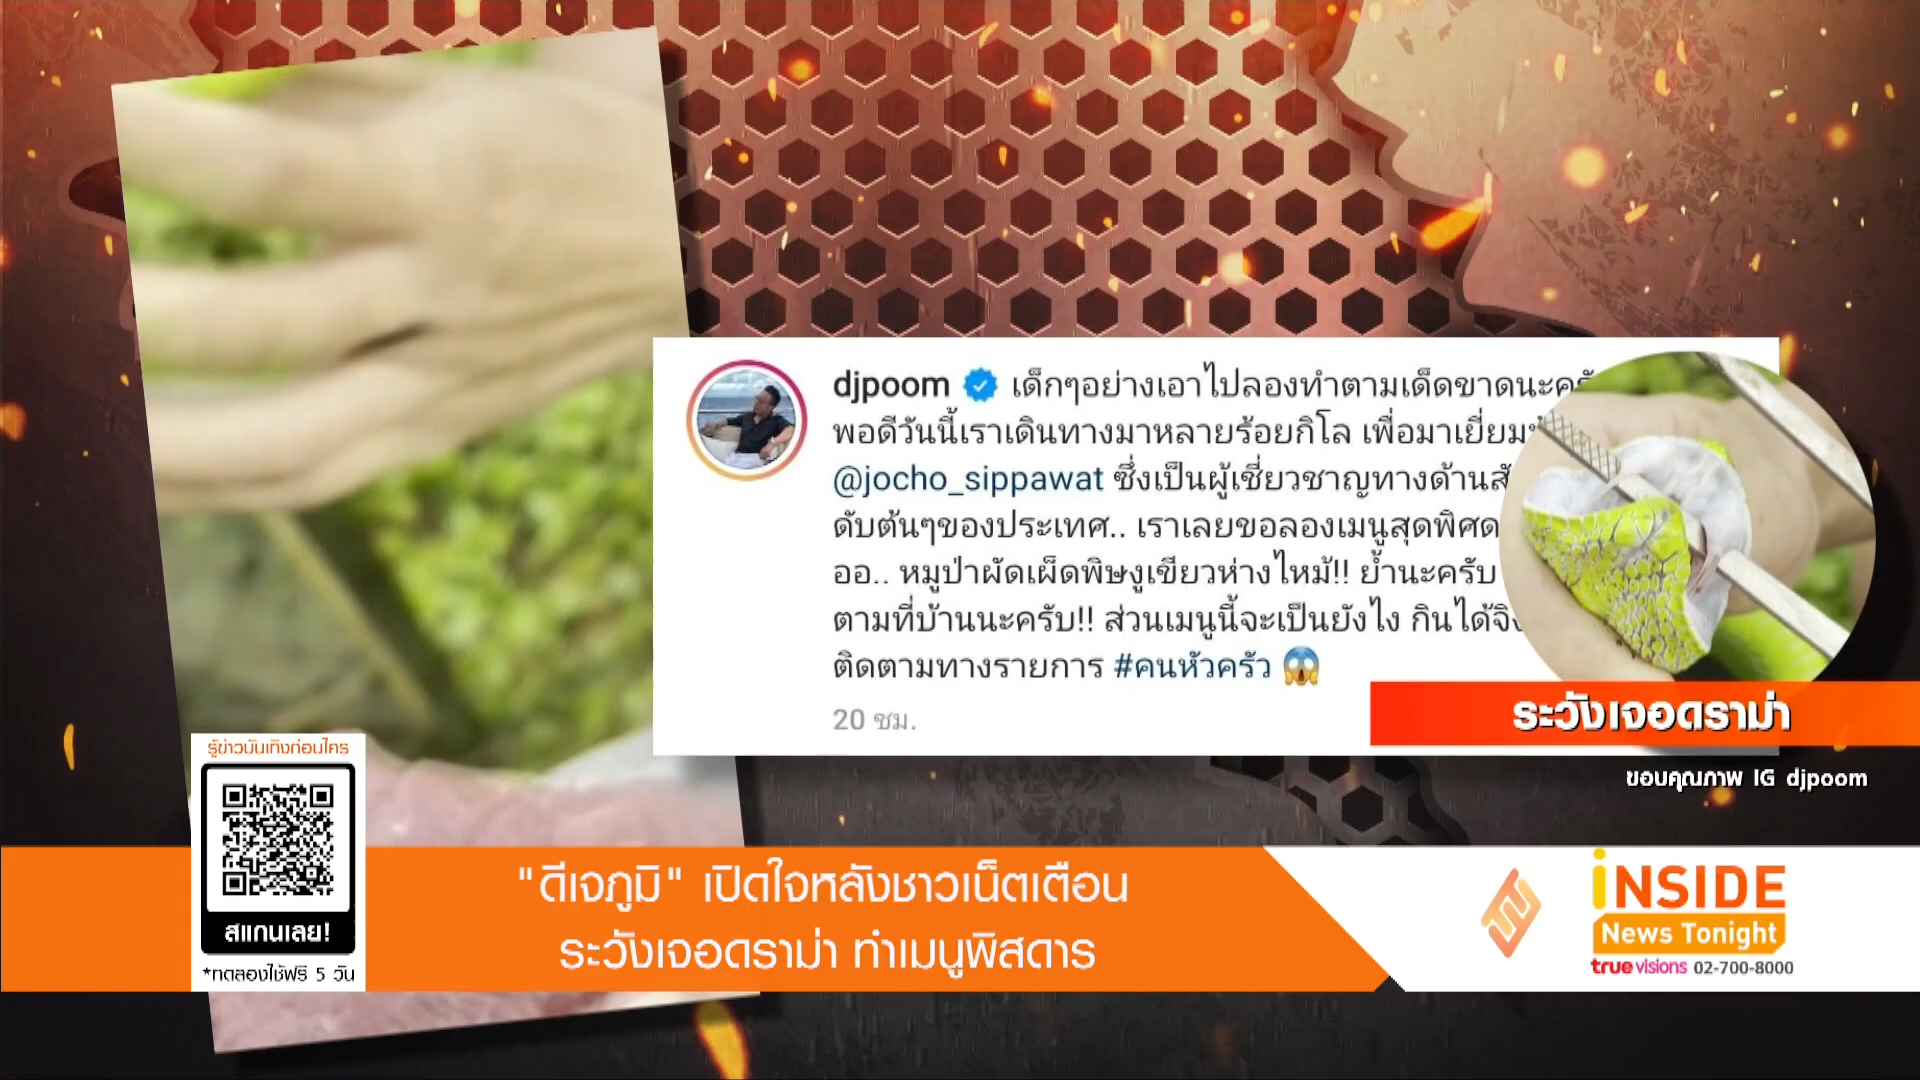 djpoom เด็กๆอย่างเอาไปลองทำตามเด็ดขาดนะ
พอดีวันนี้เราเดินทางมาหลายร้อยกิโล เพื่อมาเยี่ยม
@jocho_sippawat ซึ่งเป็นผู้เชี่ยวชาญทางด้าน
ดับต้นๆของประเทศ.. เราเลยขอลองเมนูสุดพิศด
ออ.. หมูป่าผัดเผ็ดพิษงูเขียวห่างไหม้!! ย้ำนะครับ
ตามที่บ้านนะครับ!! ส่วนเมนูนี้จะเป็นยังไง กินได้
ติดตามทางรายการ #คนหัวครัว 😱
20 ชม.
ระวังเจอดราม่า
ขอบคุณภาพ IG djpoom
รู้ข่าวบันเทิงก่อนใคร
สแกนเลย!
*ทดลองใช้ฟรี 5 วัน
"ดีเจภูมิ" เปิดใจหลังชาวเน็ตเตือน
ระวังเจอดราม่า ทำเมนูพิสดาร
iNSIDE
News Tonight
truevisions 02-700-8000